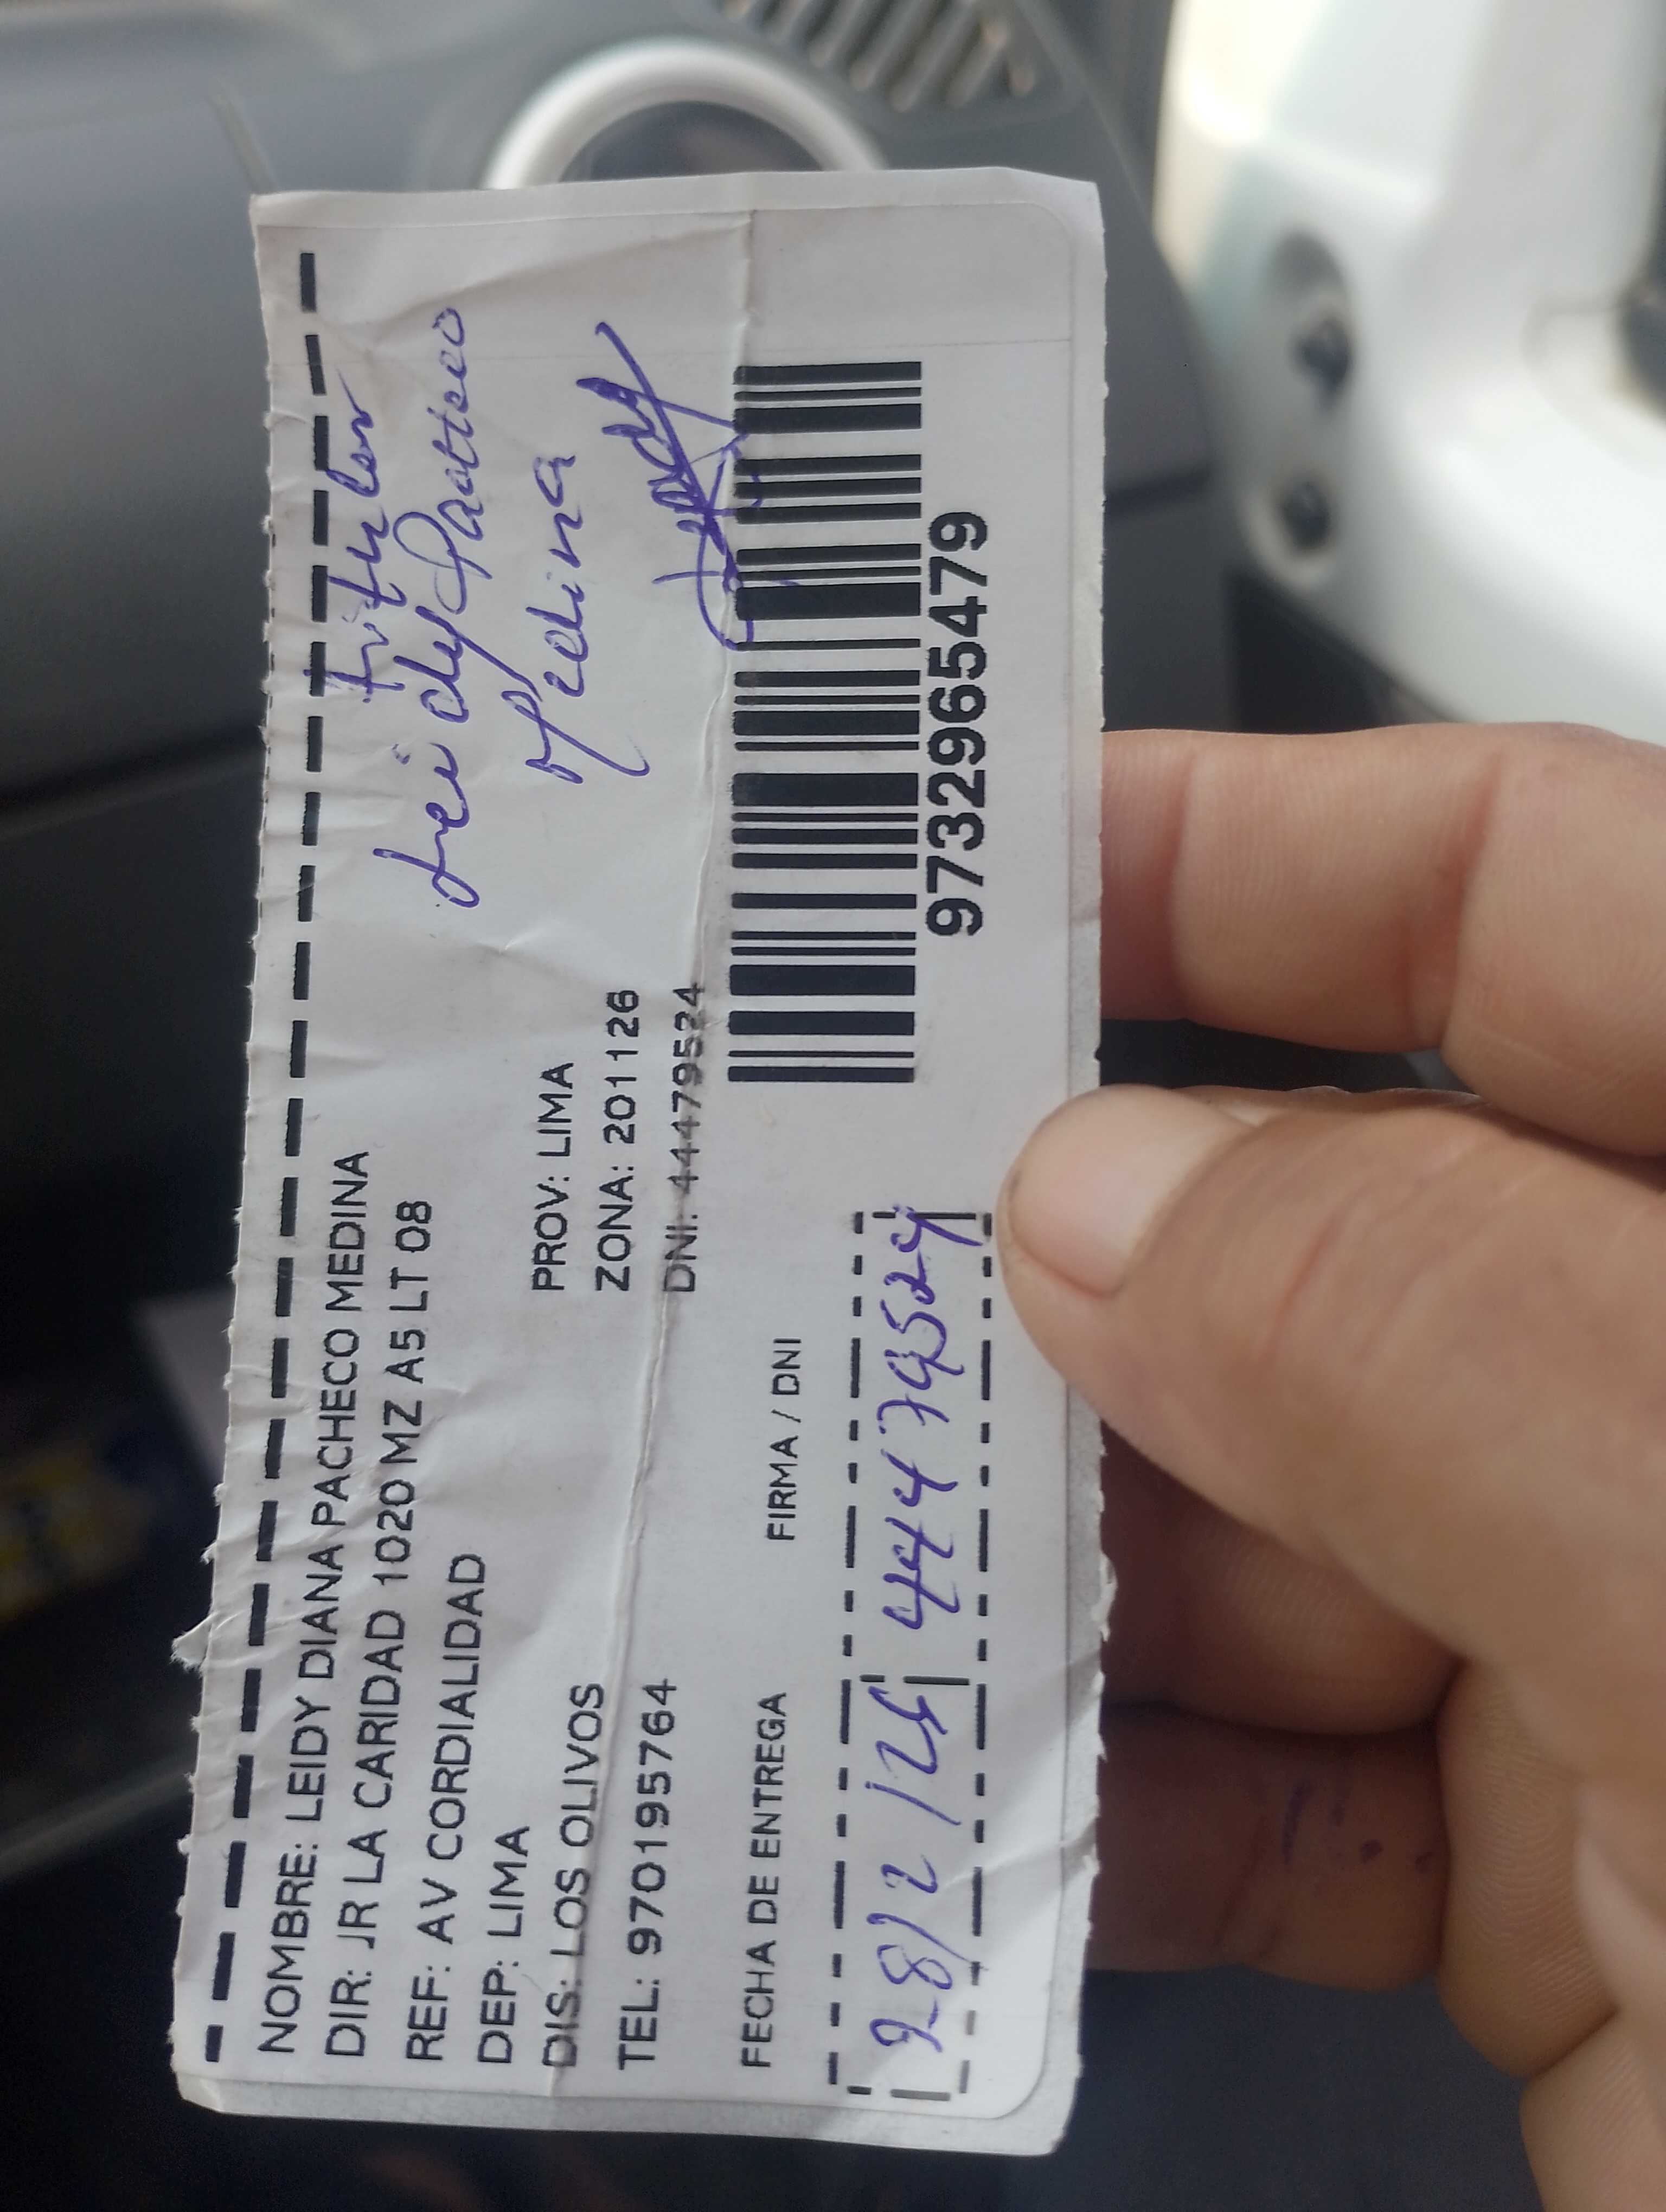 NOMBRE: LEIDY DIANA PACHECO MEDINA
DIR: JR LA CARIDAD 1020 MZ A5 LT 08
REF: AV CORDIALIDAD
DEP: LIMA
PROV: LIMA
DIS: LOS OLIVOS
ZONA: 201126
TEL: 970195764
DNI: 44479524
titular
Leidy Pacheco
Medina
FECHA DE ENTREGA
FIRMA / DNI
28/2/25
44479524
9732965479